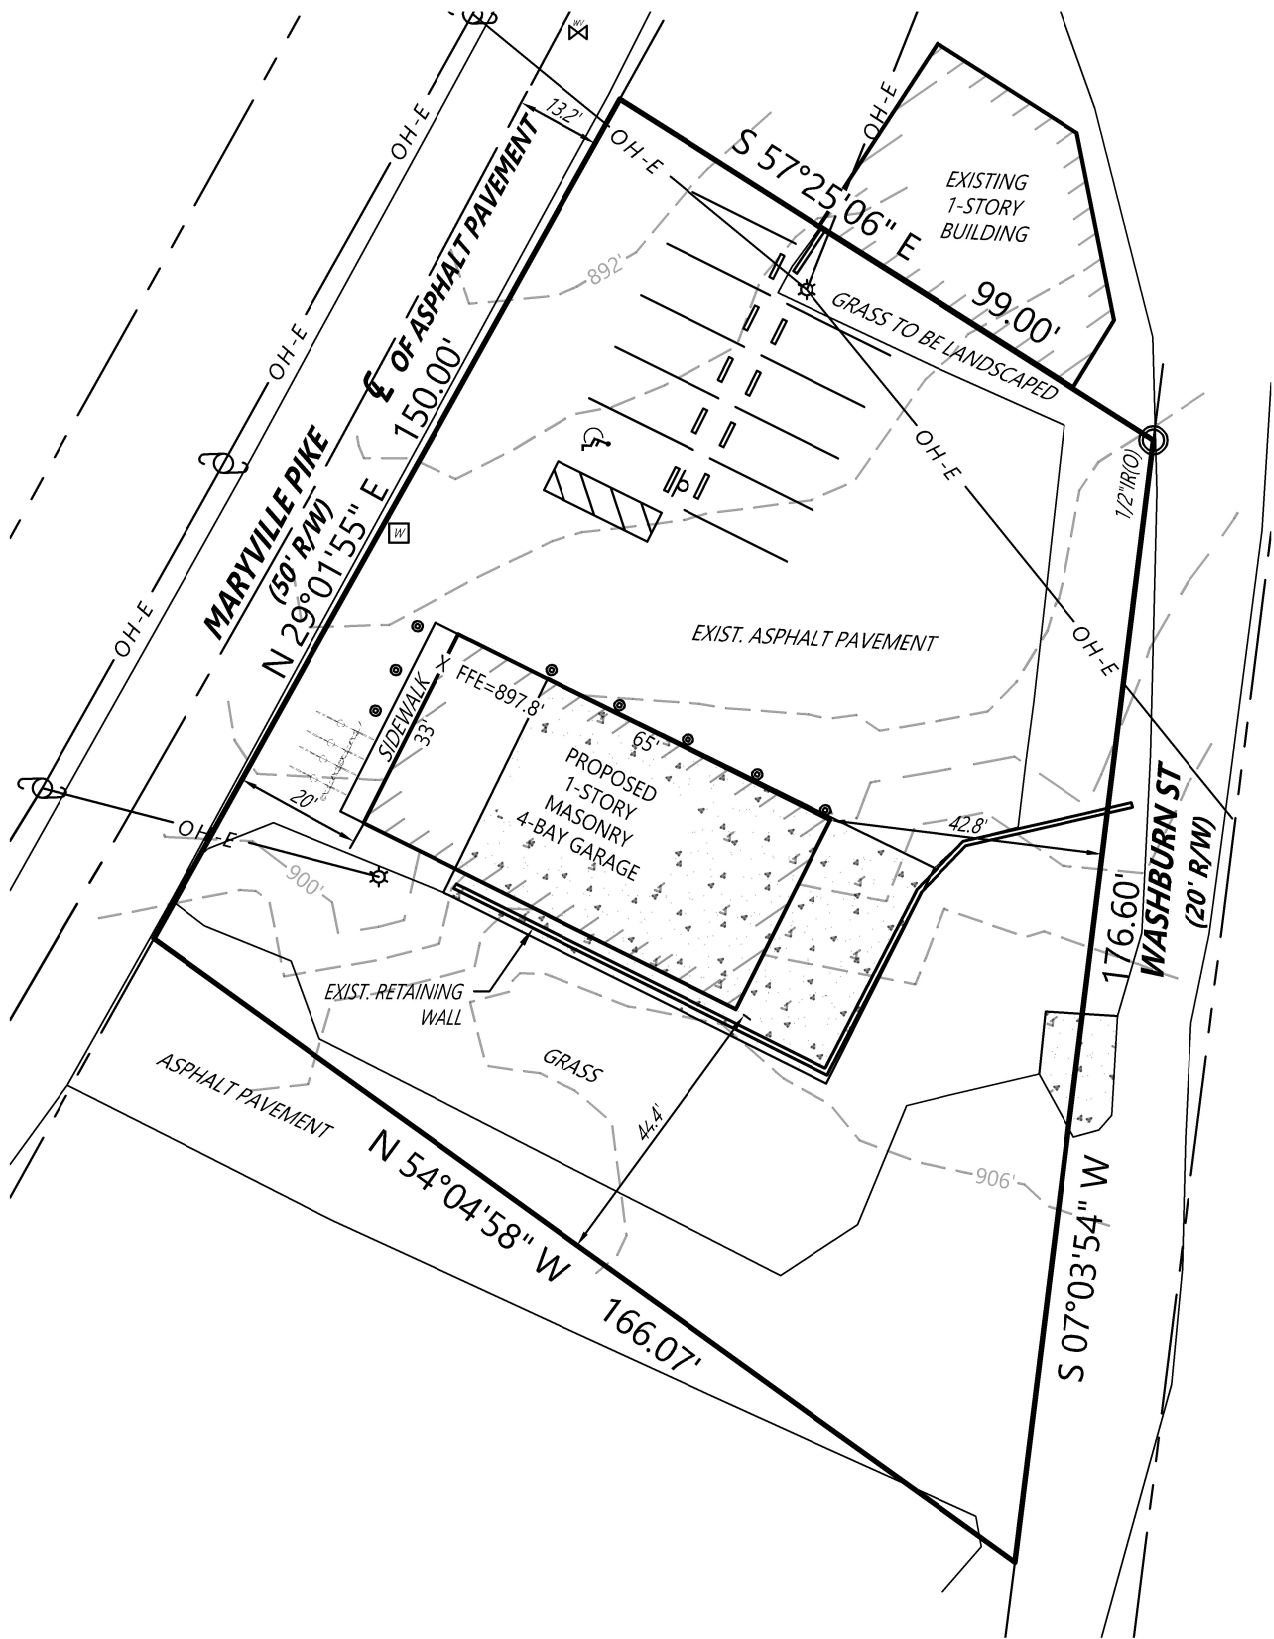 WV
OH-E
13.2'
OH-E
OH-E
S 57°25'06" E
99.00'
EXISTING
1-STORY
BUILDING
892'
GRASS TO BE LANDSCAPED
℄ OF ASPHALT PAVEMENT
OH-E
150.00'
MARYVILLE PIKE
(50' R/W)
N 29°01'55" E
W
OH-E
1/2"IR(O)
OH-E
EXIST. ASPHALT PAVEMENT
OH-E
X
FFE=897.8'
SIDEWALK
33'
65'
PROPOSED
1-STORY
MASONRY
4-BAY GARAGE
20'
42.8'
OH-E
900'
WASHBURN ST
(20' R/W)
176.60'
EXIST. RETAINING
WALL
GRASS
ASPHALT PAVEMENT
44.4'
906'
N 54°04'58" W
166.07'
S 07°03'54" W